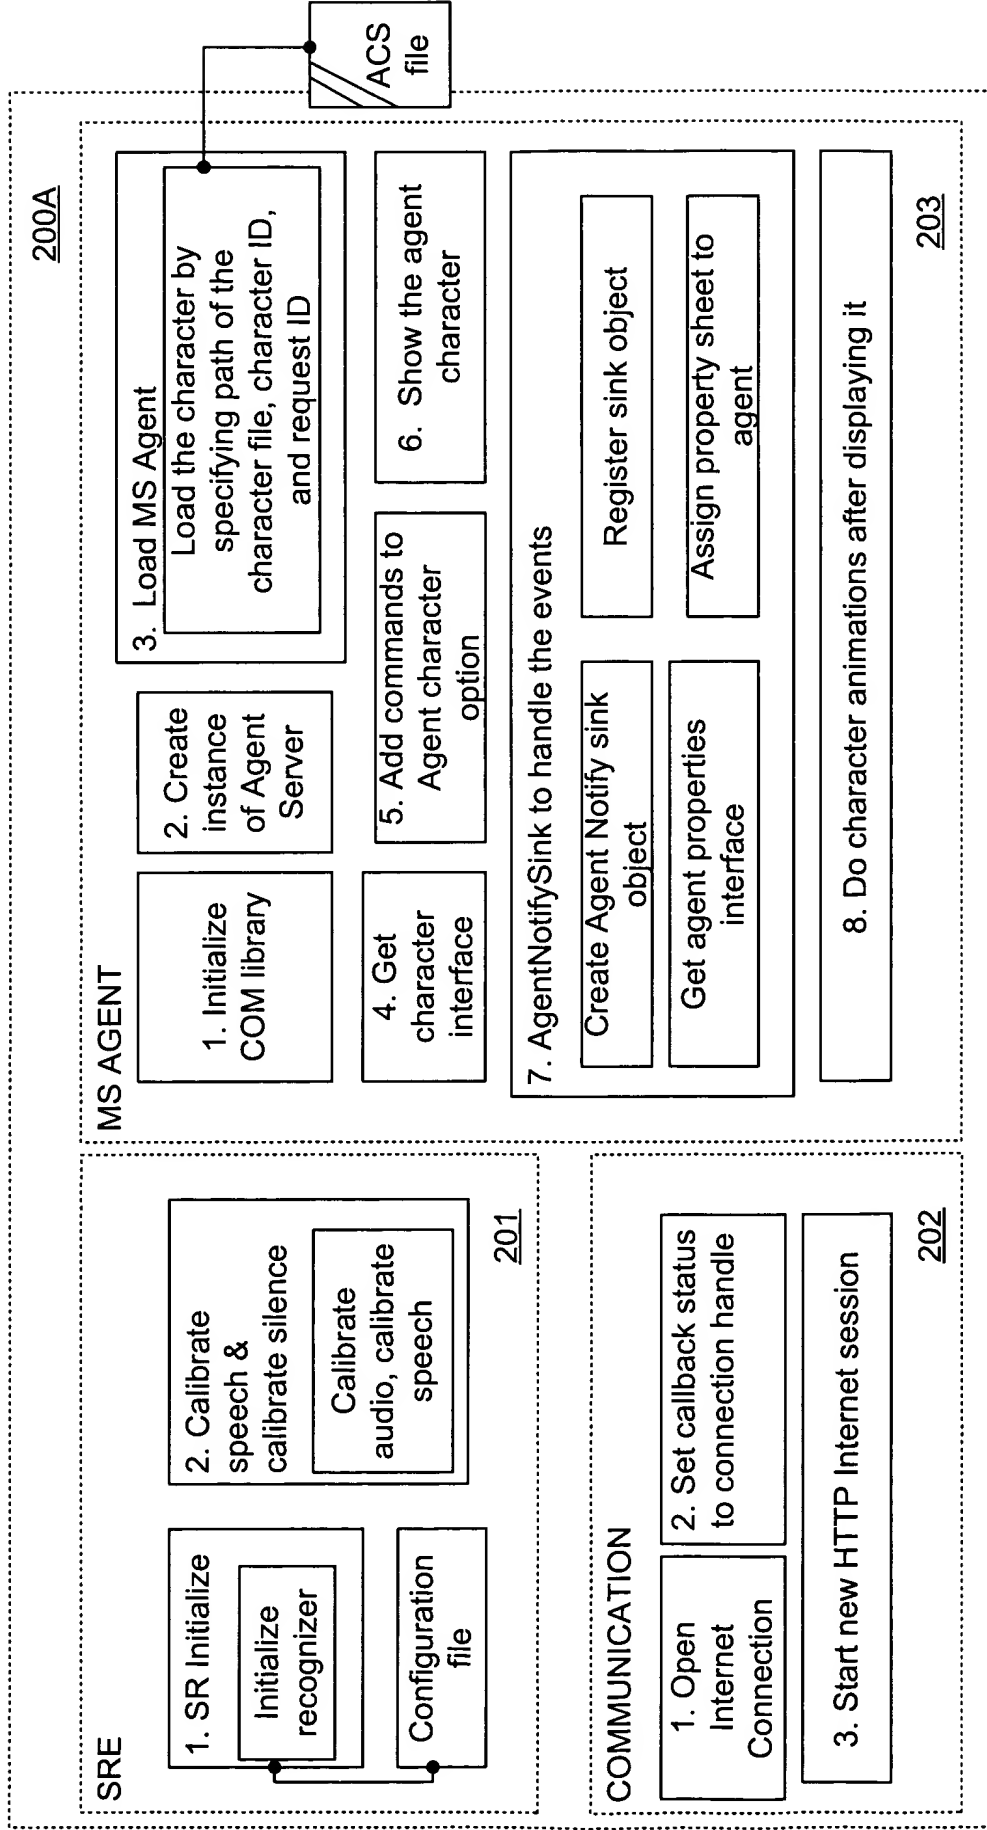 200A
SRE
1. SR Initialize
Initialize
recognizer
Configuration
file
2. Calibrate
speech &
calibrate silence
Calibrate
audio, calibrate
speech
201
COMMUNICATION
1. Open
Internet
Connection
2. Set callback status
to connection handle
3. Start new HTTP Internet session
202
MS AGENT
1. Initialize
COM library
2. Create
instance
of Agent
Server
3. Load MS Agent
Load the character by
specifying path of the
character file, character ID,
and request ID
ACS
file
4. Get
character
interface
5. Add commands to
Agent character
option
6. Show the agent
character
7. AgentNotifySink to handle the events
Create Agent Notify sink
object
Register sink object
Get agent properties
interface
Assign property sheet to
agent
8. Do character animations after displaying it
203